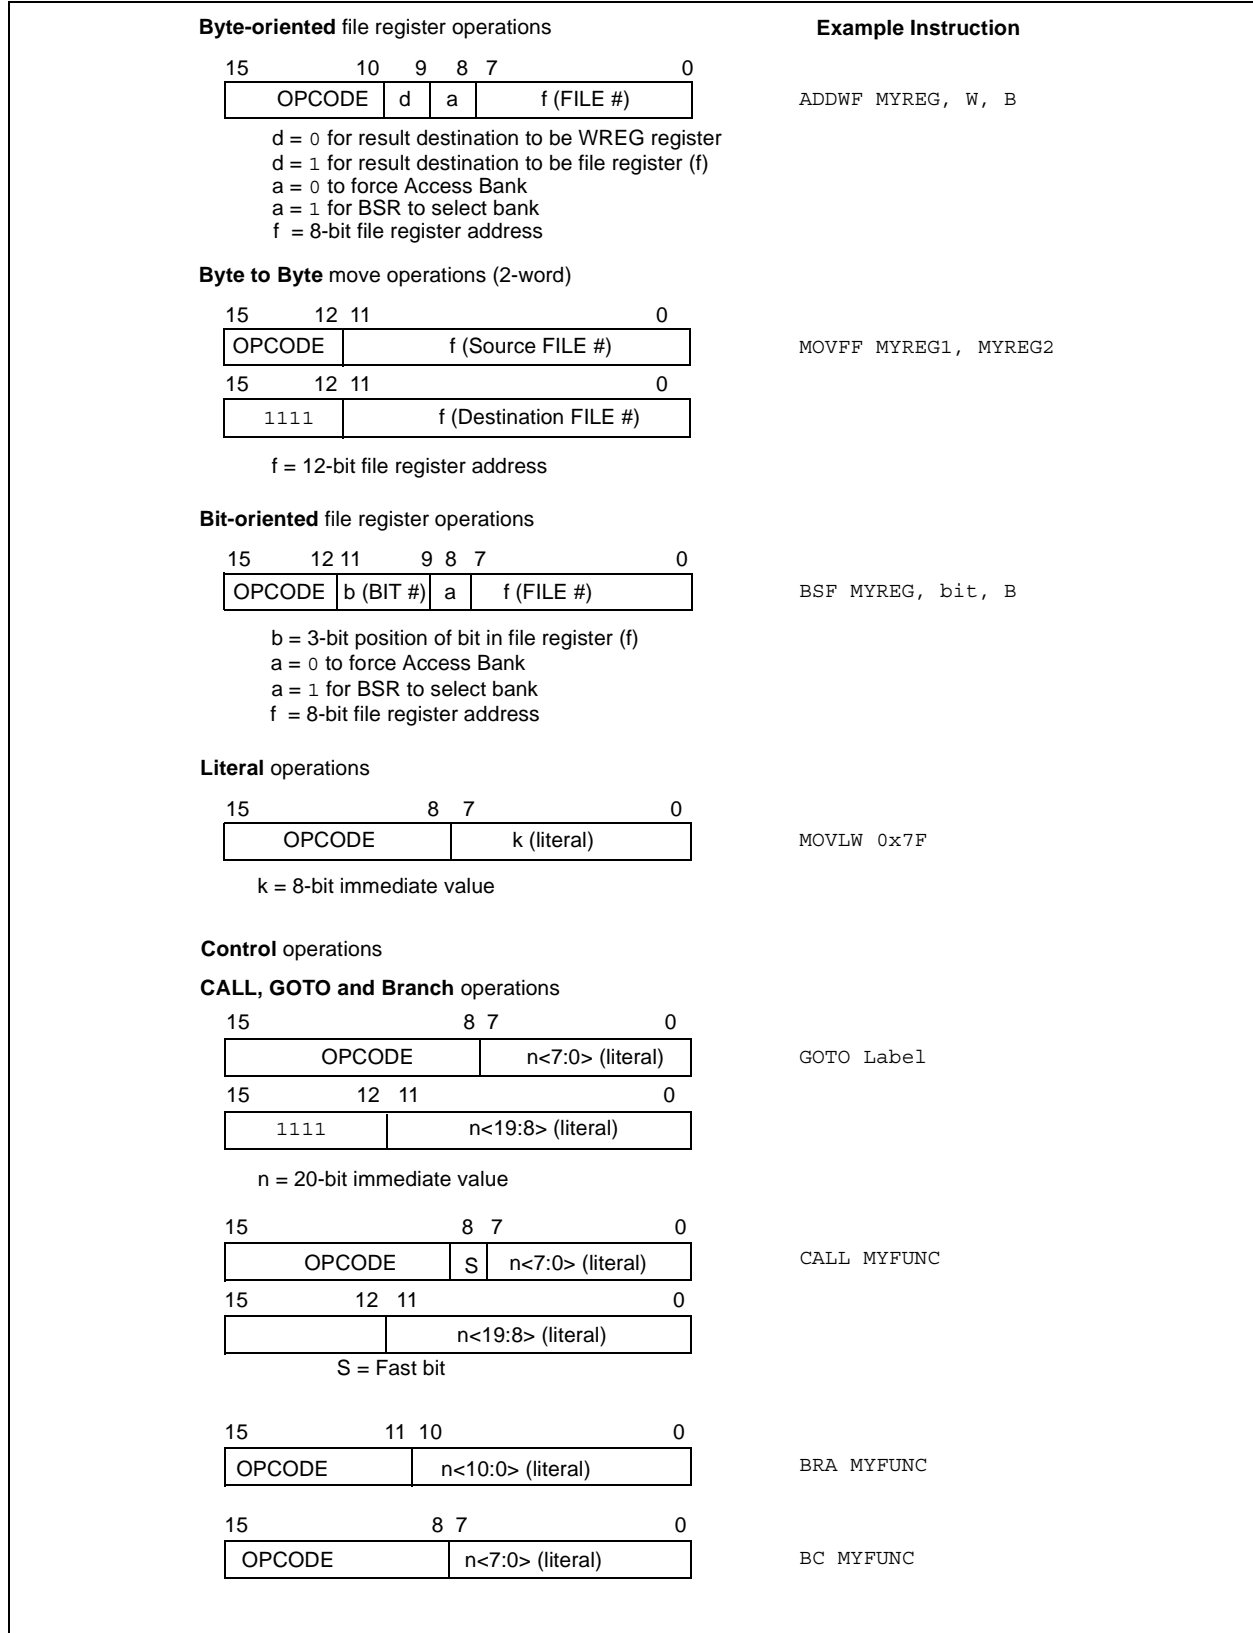 Byte-oriented file register operations Example Instruction
15 10 9 8 7 0
OPCODE d a f (FILE #) ADDWF MYREG, W, B
d = 0 for result destination to be WREG register
d = 1 for result destination to be file register (f)
a = 0 to force Access Bank
a = 1 for BSR to select bank
f = 8-bit file register address
Byte to Byte move operations (2-word)
15 12 11 0
OPCODE f (Source FILE #) MOVFF MYREG1, MYREG2
15 12 11 0
1111 f (Destination FILE #)
f = 12-bit file register address
Bit-oriented file register operations
15 12 11 9 8 7 0
OPCODE b (BIT #) a f (FILE #) BSF MYREG, bit, B
b = 3-bit position of bit in file register (f)
a = 0 to force Access Bank
a = 1 for BSR to select bank
f = 8-bit file register address
Literal operations
15 8 7 0
OPCODE k (literal) MOVLW 0x7F
k = 8-bit immediate value
Control operations
CALL, GOTO and Branch operations
15 8 7 0
OPCODE n<7:0> (literal) GOTO Label
15 12 11 0
1111 n<19:8> (literal)
n = 20-bit immediate value
15 8 7 0
OPCODE S n<7:0> (literal) CALL MYFUNC
15 12 11 0
n<19:8> (literal)
S = Fast bit
15 11 10 0
OPCODE n<10:0> (literal) BRA MYFUNC
15 8 7 0
OPCODE n<7:0> (literal) BC MYFUNC